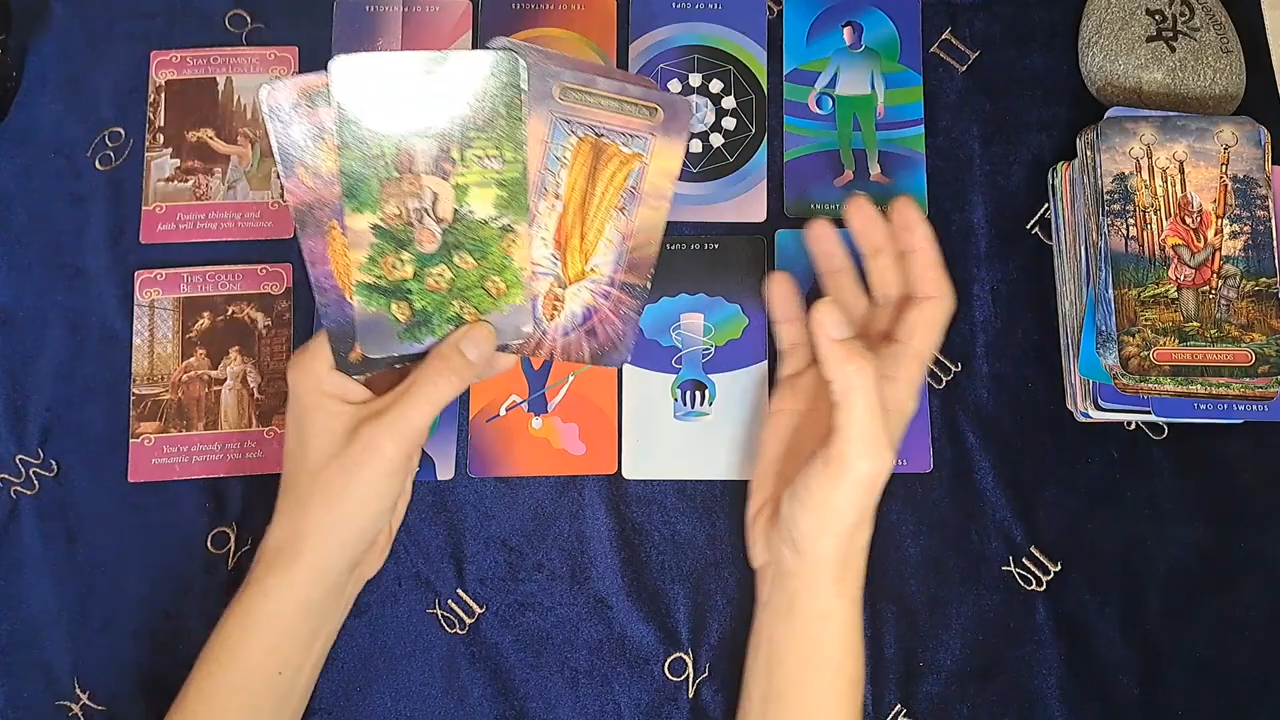 STAY OPTIMISTIC
ABOUT YOUR LOVE LIFE
Positive thinking and
faith will bring you romance.
THIS COULD
BE THE ONE
You've already met the
romantic partner you seek.
ACE OF PENTACLES
TEN OF PENTACLES
TEN OF CUPS
KNIGHT
ACE OF CUPS
Forgiveness
NINE OF WANDS
TWO OF SWORDS